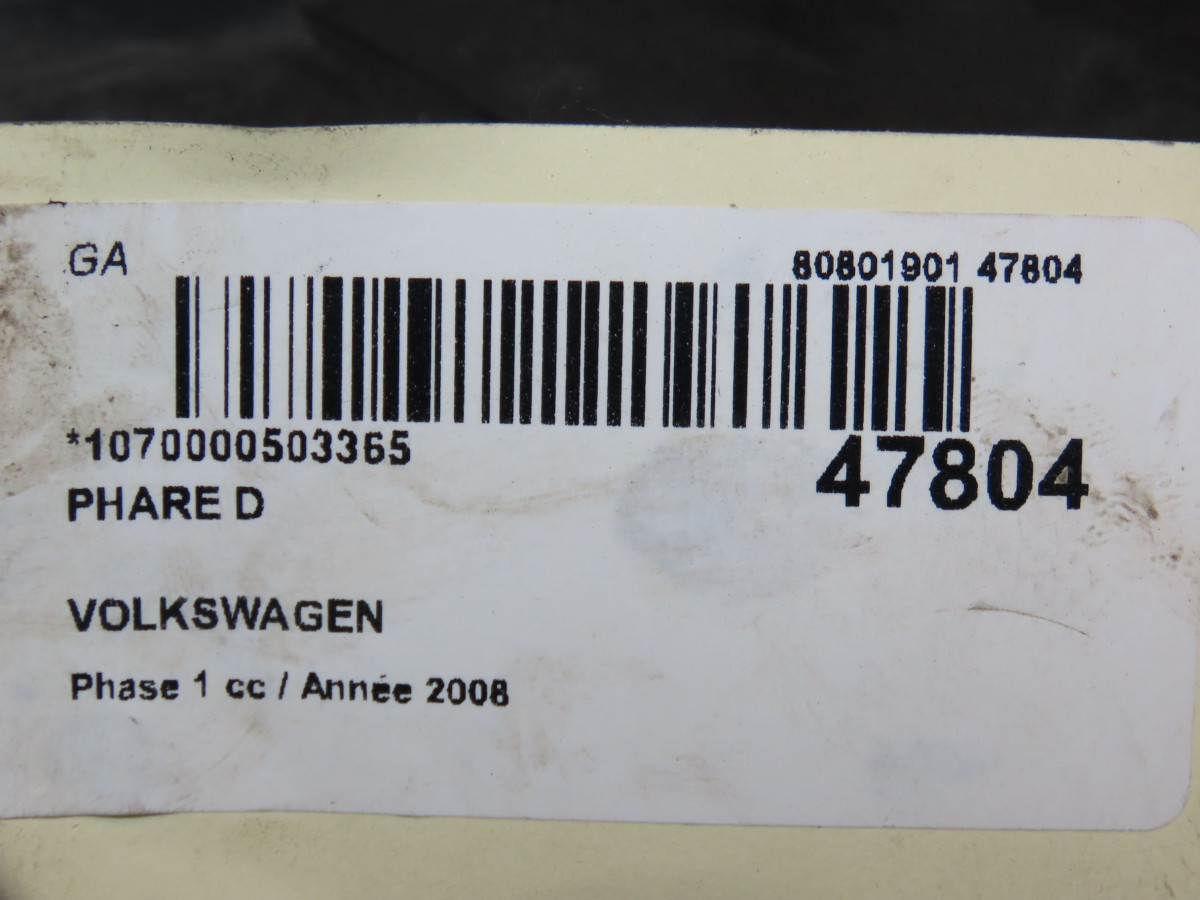 GA
80801901 47804
*1070000503365
47804
PHARE D
VOLKSWAGEN
Phase 1 cc / Année 2008